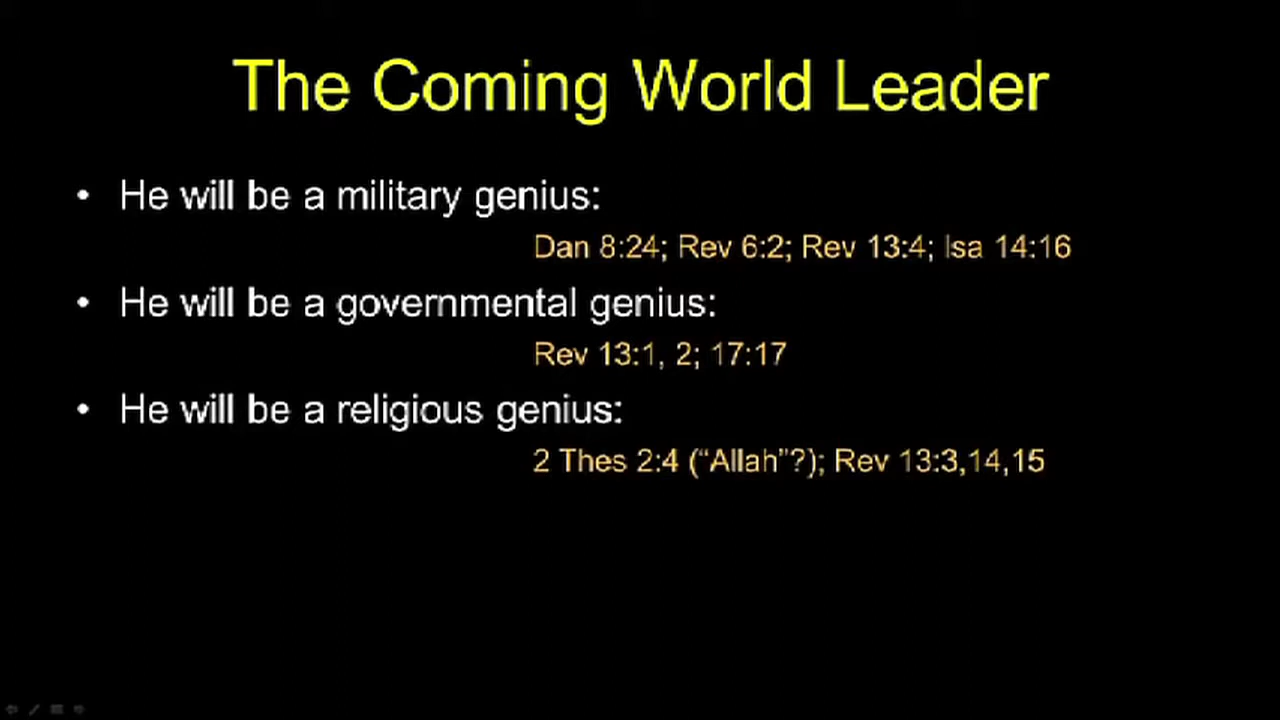 The Coming World Leader
• He will be a military genius:
Dan 8:24; Rev 6:2; Rev 13:4; Isa 14:16
• He will be a governmental genius:
Rev 13:1, 2; 17:17
• He will be a religious genius:
2 Thes 2:4 (“Allah”?); Rev 13:3,14,15